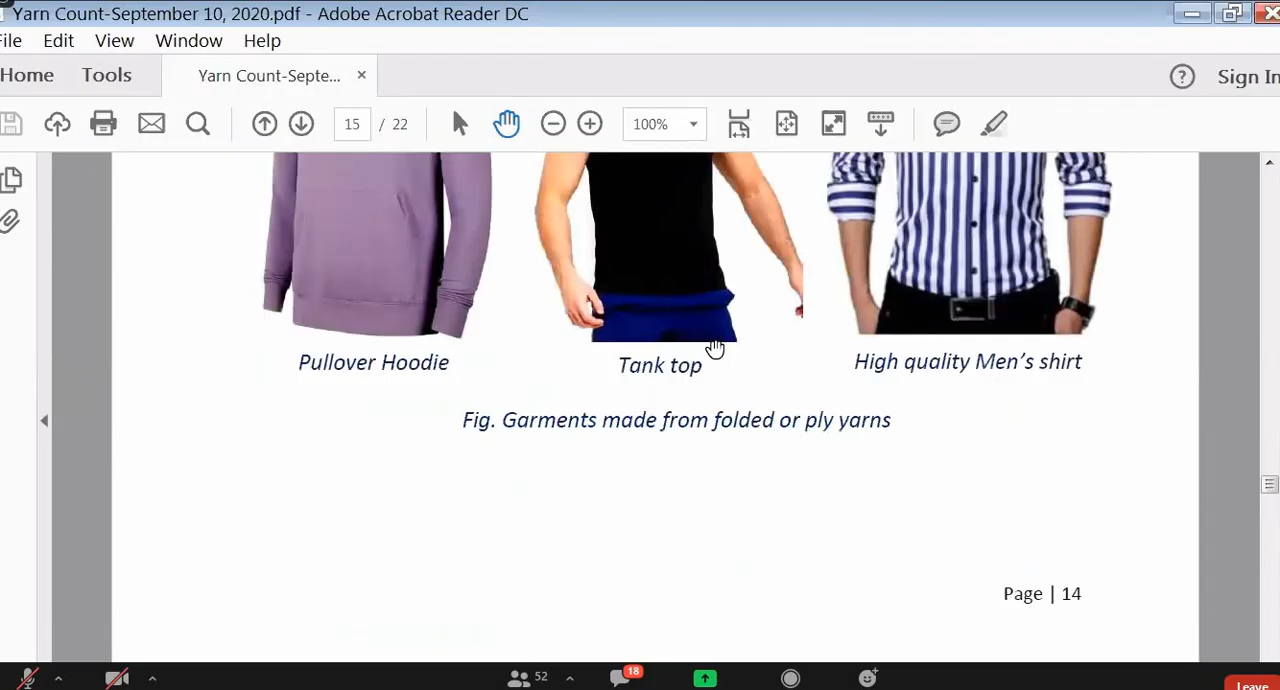 Yarn Count-September 10, 2020.pdf - Adobe Acrobat Reader DC
File Edit View Window Help
Home Tools Yarn Count-Septe... × ? Sign In
15 / 22 100%
Pullover Hoodie Tank top High quality Men's shirt
Fig. Garments made from folded or ply yarns
Page | 14
52 18
Leave